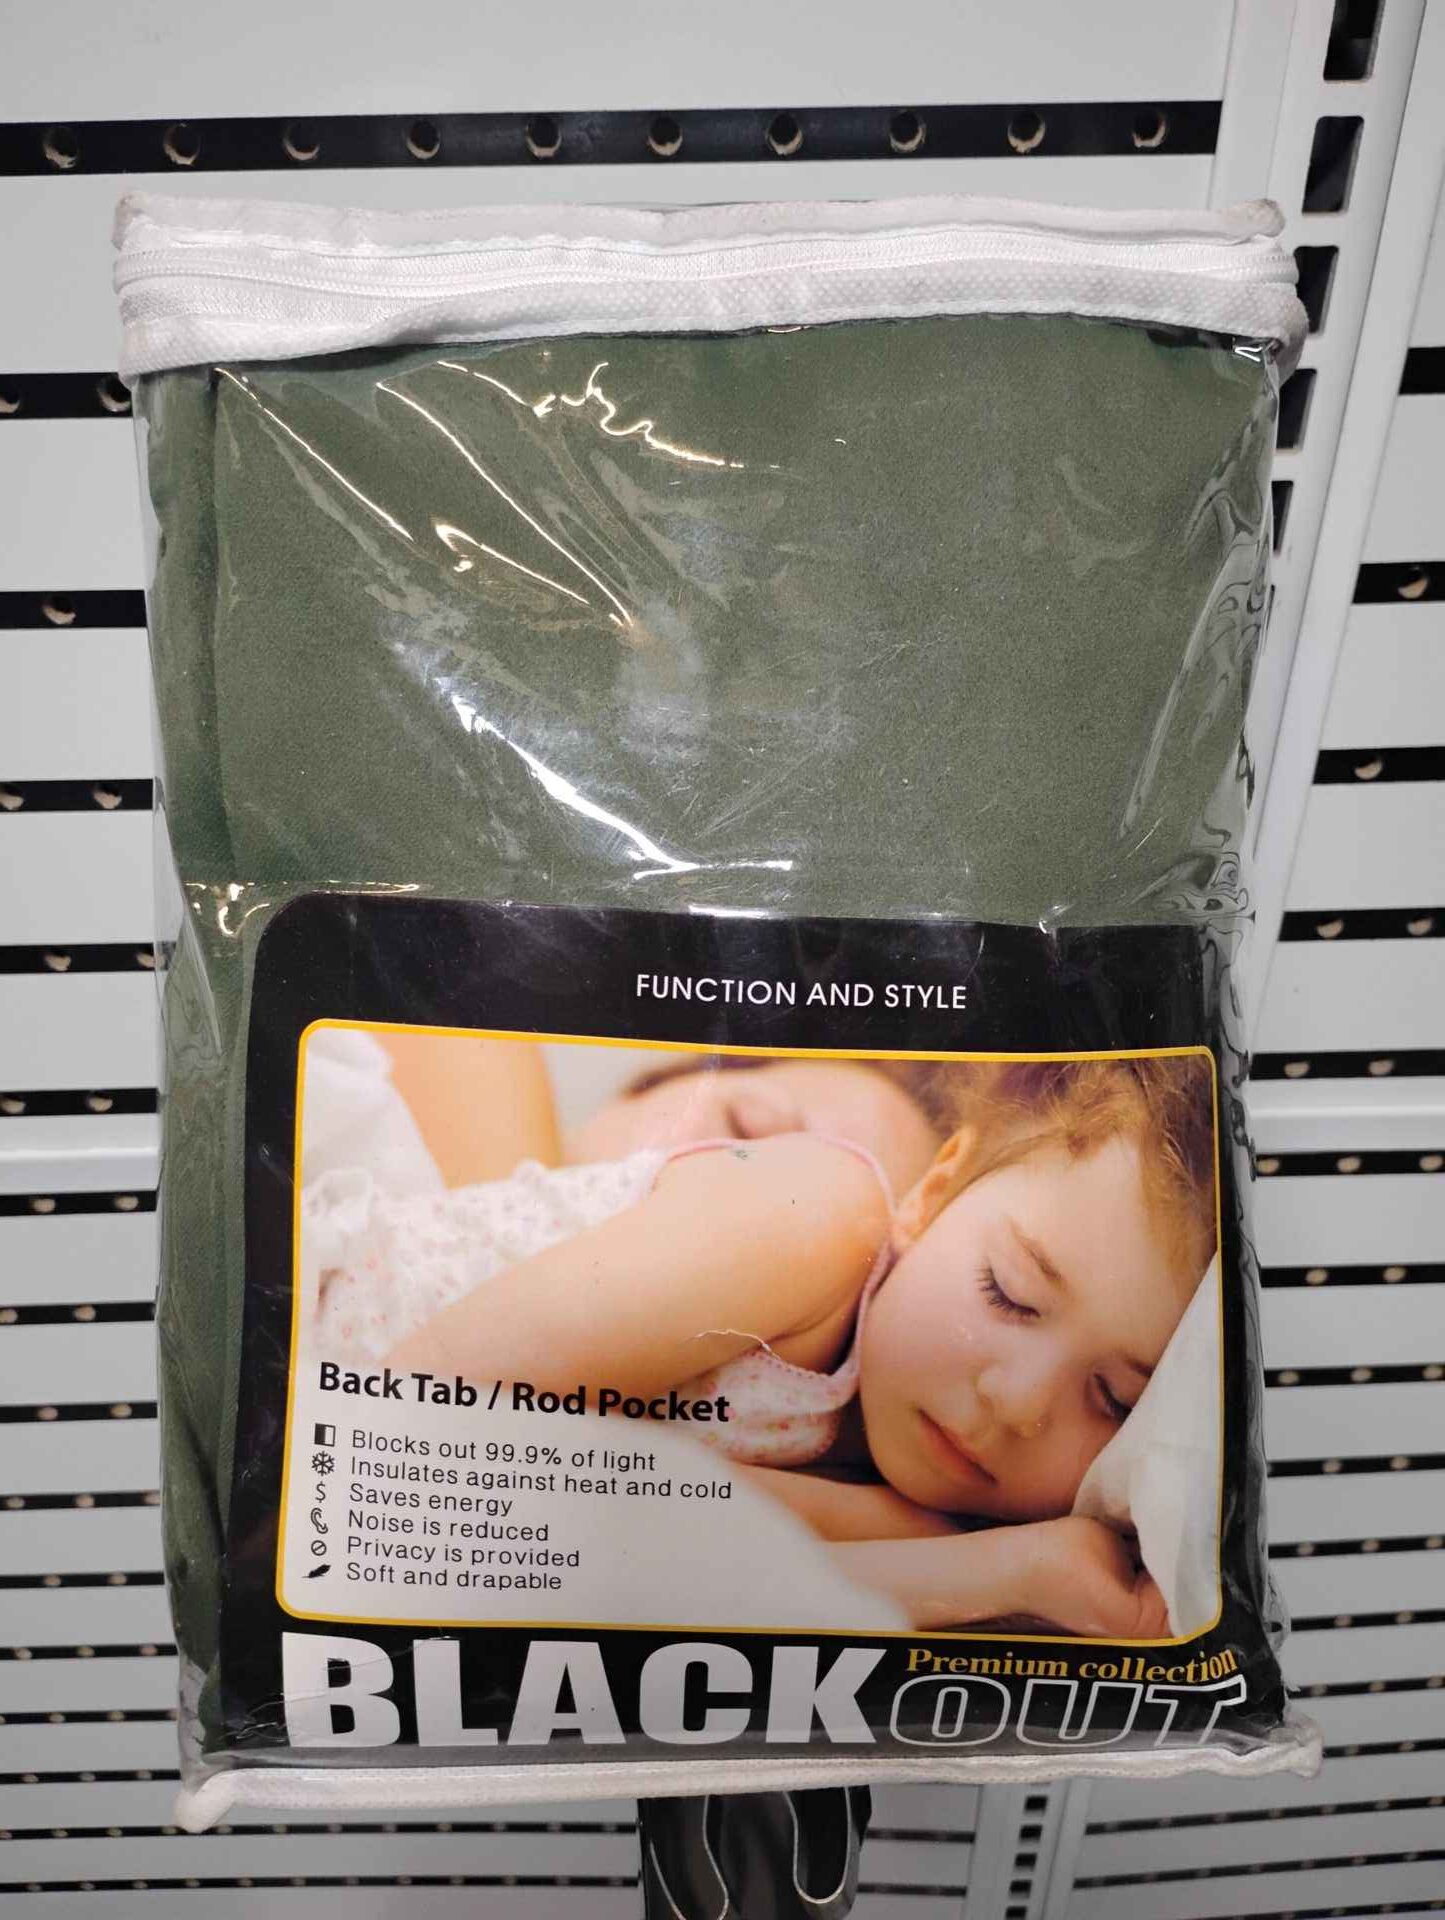 FUNCTION AND STYLE
Back Tab / Rod Pocket
Blocks out 99.9% of light
Insulates against heat and cold
$ Saves energy
Noise is reduced
Privacy is provided
Soft and drapable
Premium collection
BLACKOUT